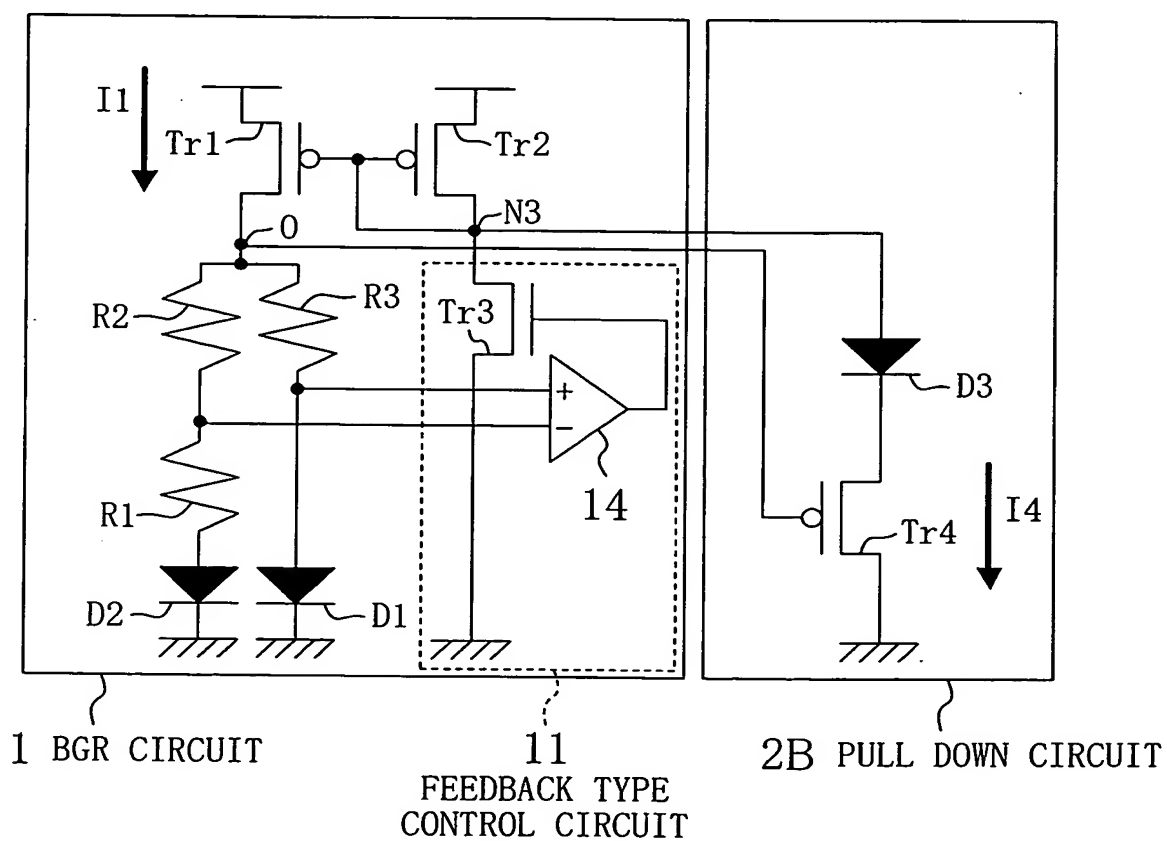 I1
Tr1
Tr2
O
N3
R2
R3
Tr3
+
−
14
D3
R1
Tr4
I4
D2
D1
1 BGR CIRCUIT
11
FEEDBACK TYPE
CONTROL CIRCUIT
2B PULL DOWN CIRCUIT